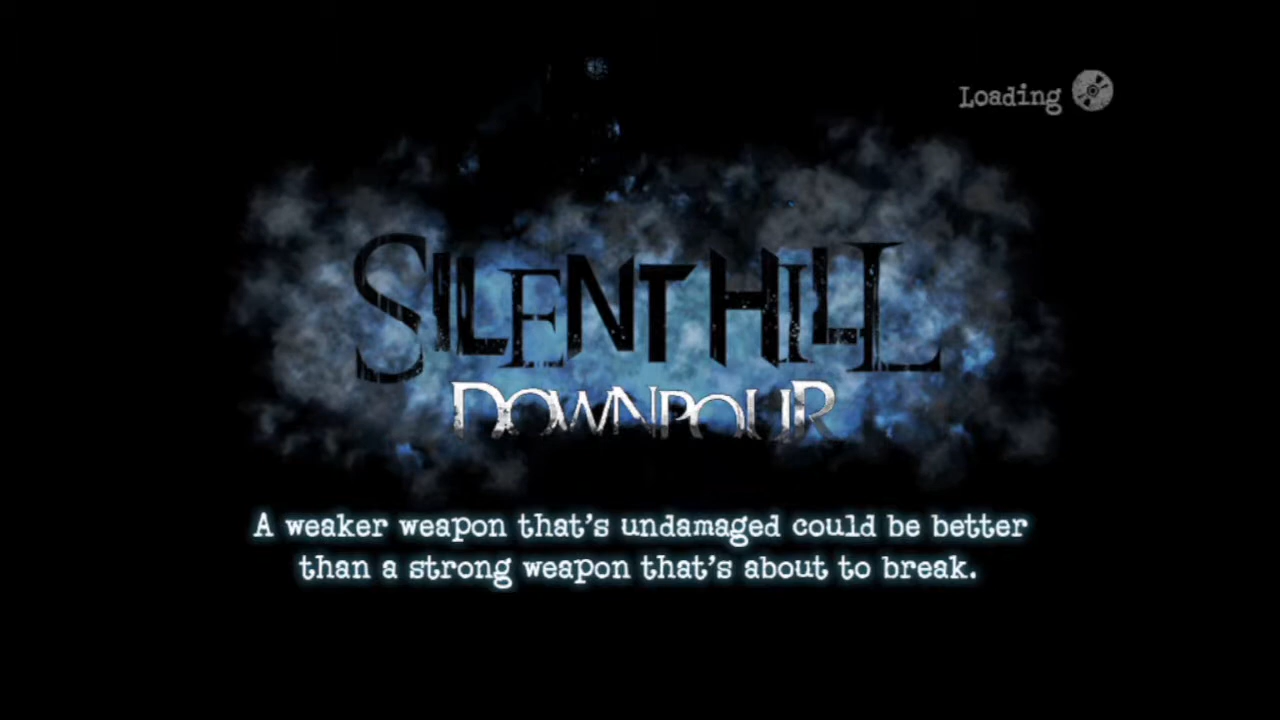 Loading
SILENT HILL
DOWNPOUR
A weaker weapon that's undamaged could be better
than a strong weapon that's about to break.